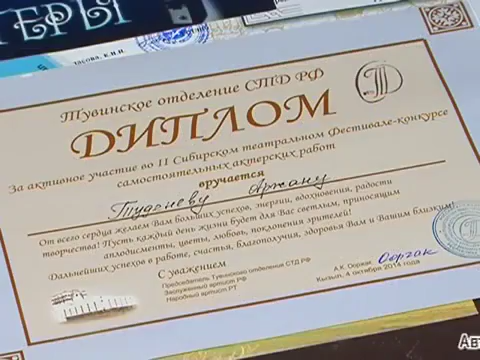 ТЕРЫ
Тувинское отделение СТД РФ
ДИПЛОМ
За активное участие во II Сибирском театральном Фестивале-конкурсе
самостоятельных актерских работ
вручается
Аржану
От всего сердца желаем Вам больших успехов, энергии, вдохновения, радости
творчества! Пусть каждый день жизни будет для Вас светлым, приносящим
аплодисменты, цветы, любовь, поклонения зрителей!
Дальнейших успехов в работе, счастья, благополучия, здоровья Вам и Вашим близким!
С уважением
Председатель Тувинского отделения СТД РФ
Заслуженный артист РФ
Народный артист РТ
А.К. Ооржак
Кызыл, 4 октября 2014 года
Ав